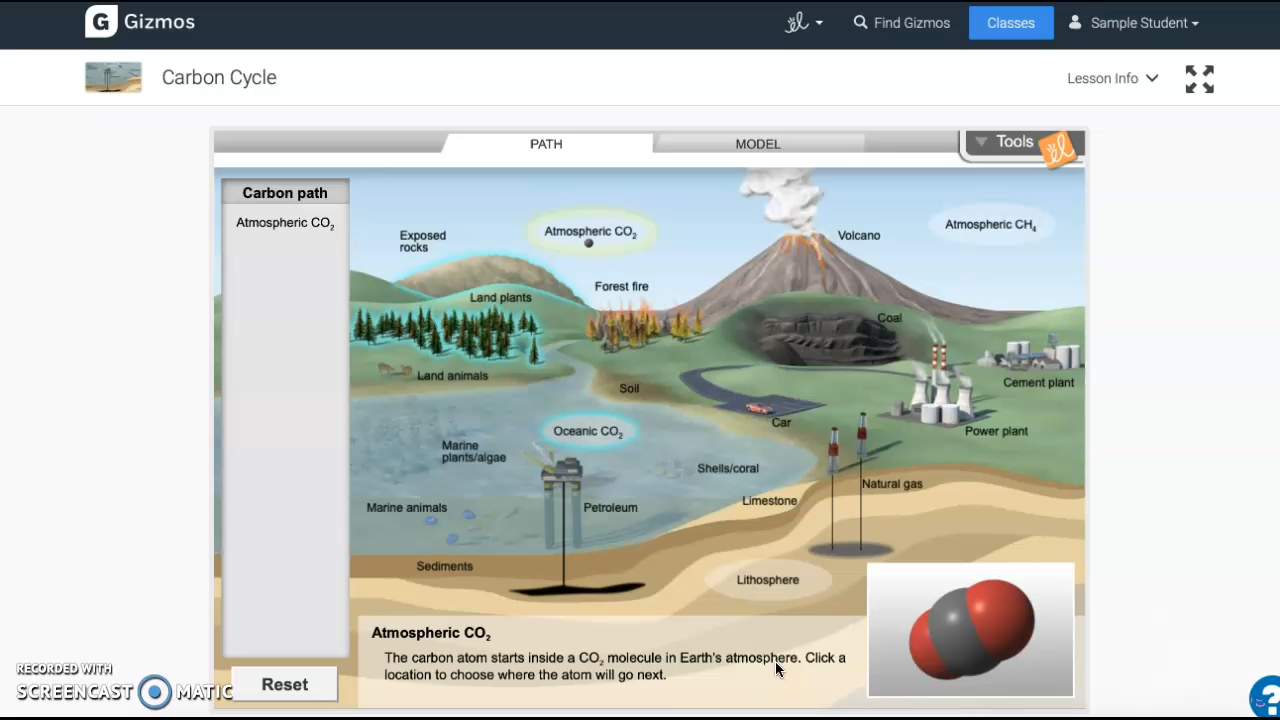 G Gizmos
Find Gizmos
Classes
Sample Student
Carbon Cycle
Lesson Info
PATH
MODEL
Tools
Carbon path
Atmospheric CO₂
Exposed
rocks
Atmospheric CO₂
Volcano
Atmospheric CH₄
Land plants
Forest fire
Coal
Land animals
Soil
Cement plant
Car
Oceanic CO₂
Power plant
Marine
plants/algae
Shells/coral
Natural gas
Limestone
Marine animals
Petroleum
Sediments
Lithosphere
Atmospheric CO₂
The carbon atom starts inside a CO₂ molecule in Earth's atmosphere. Click a
location to choose where the atom will go next.
Reset
RECORDED WITH
SCREENCAST MATIC
?